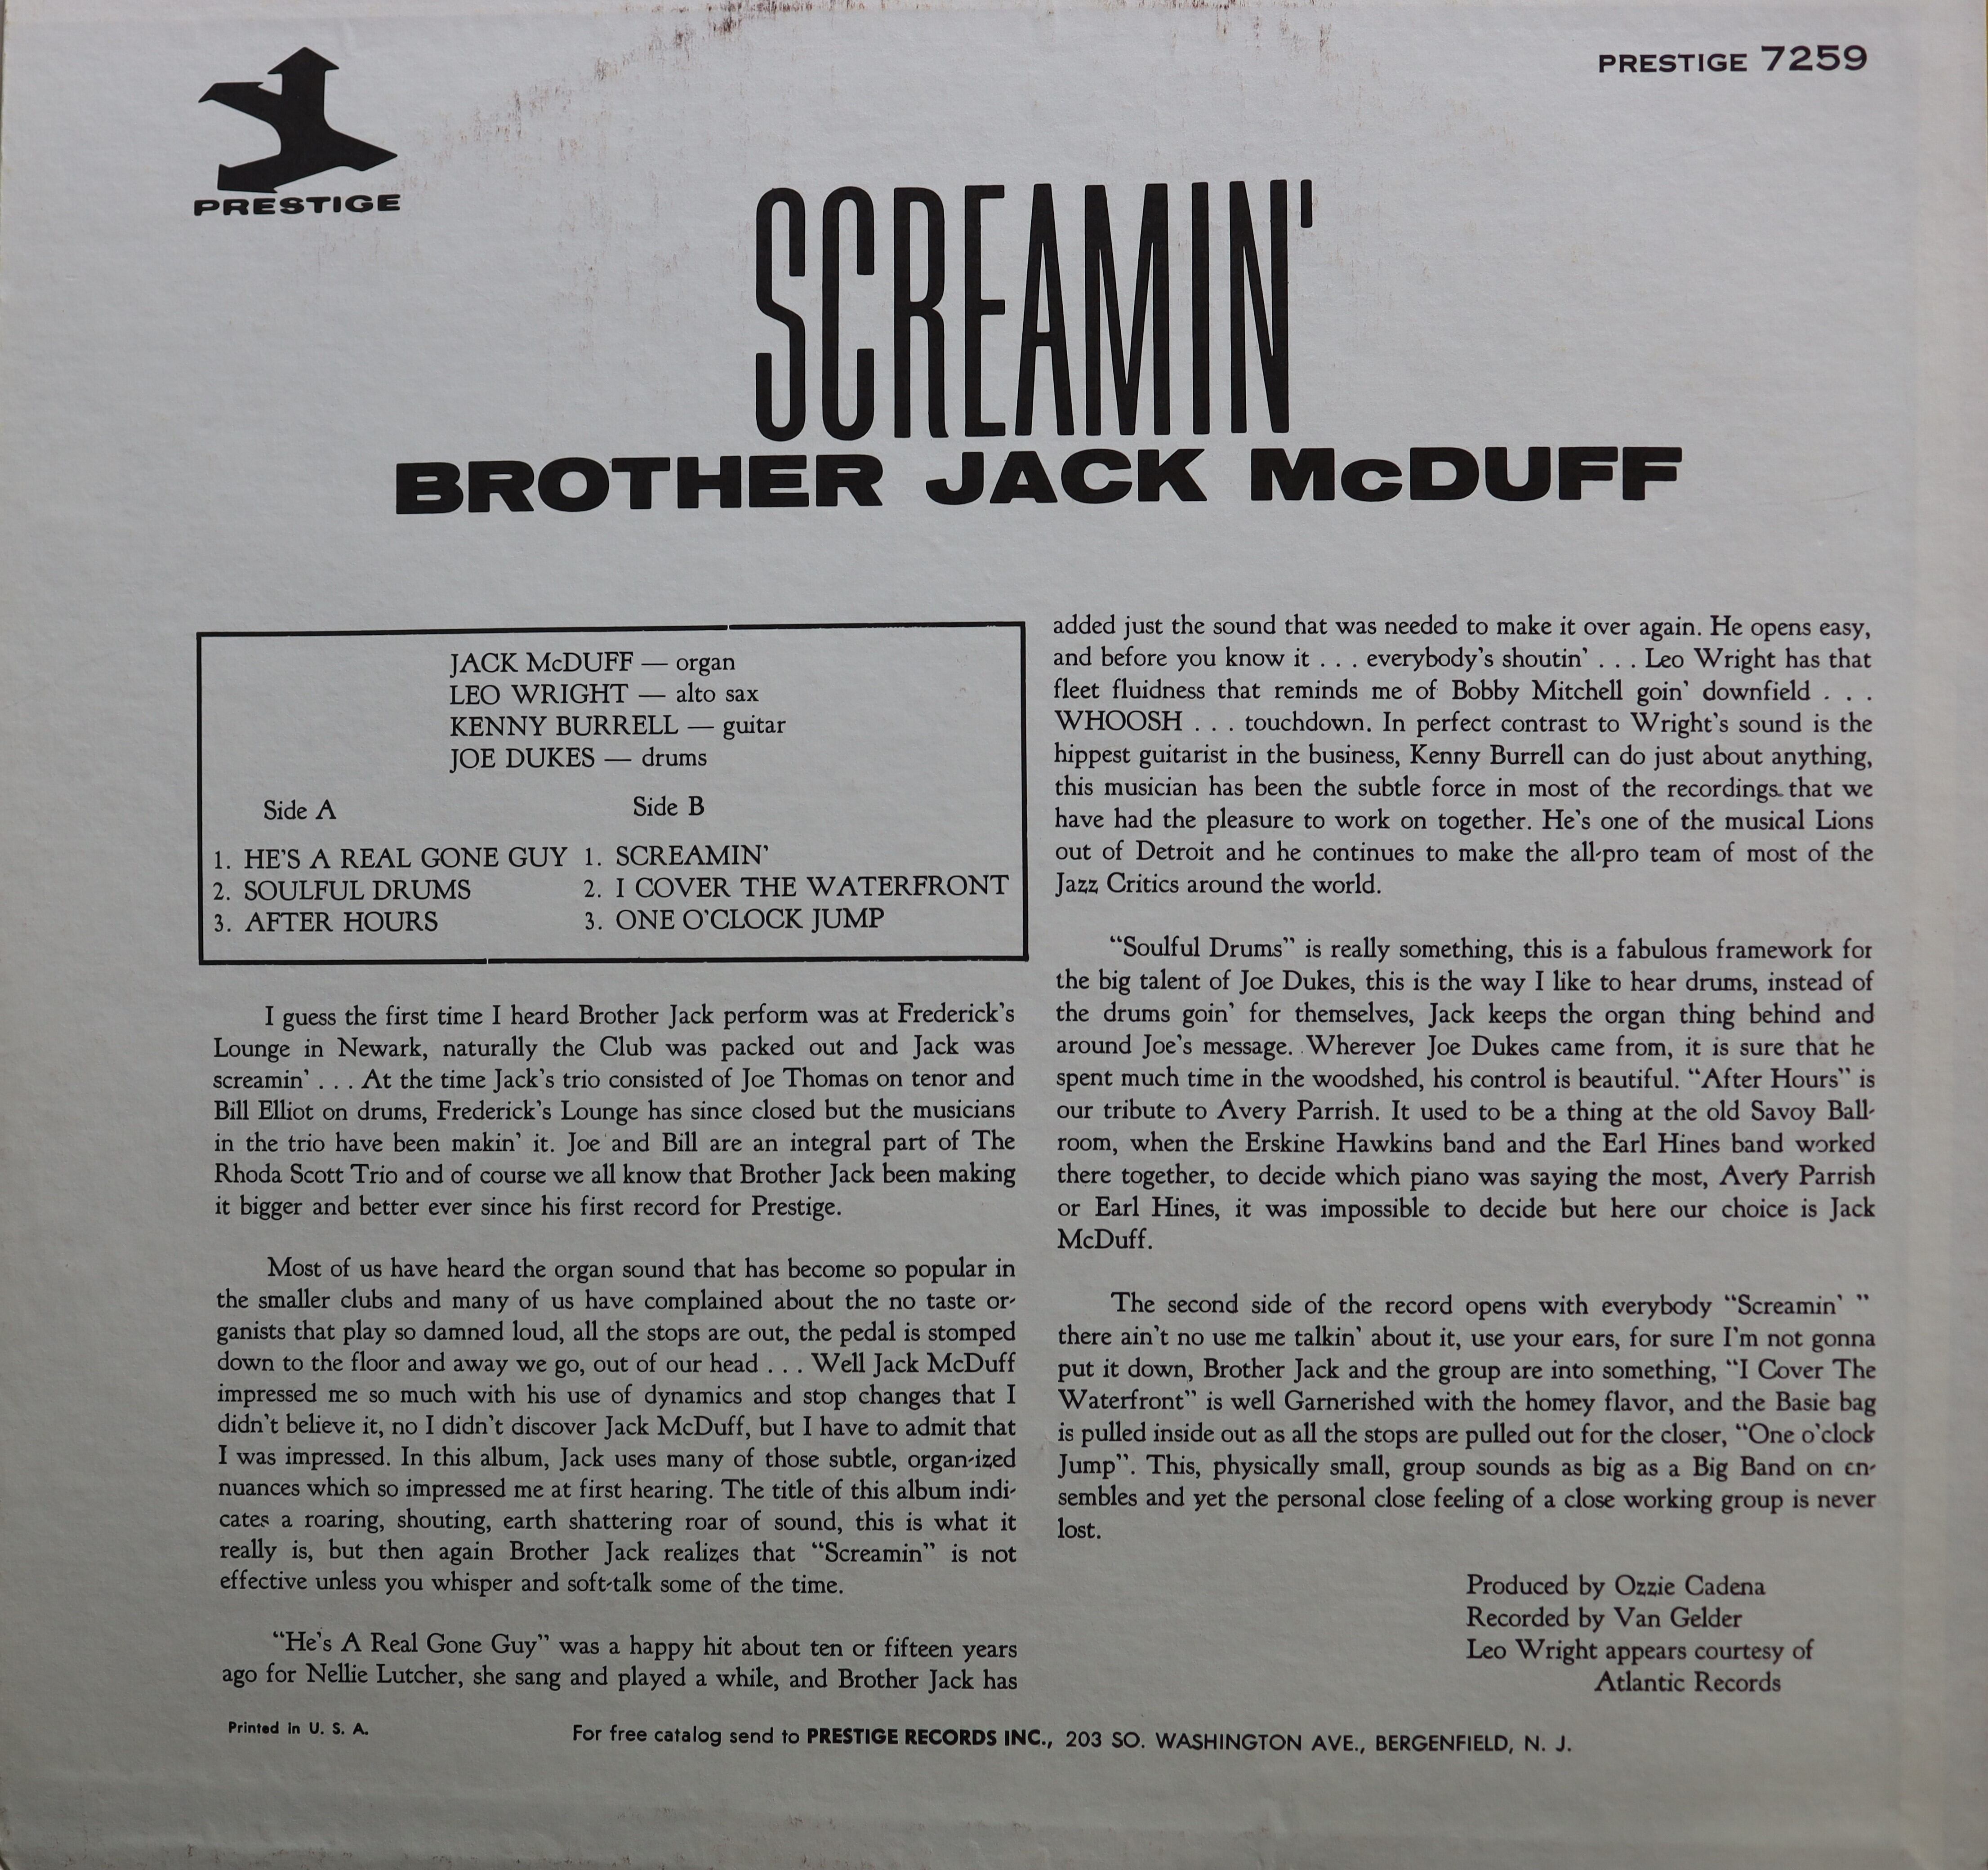 PRESTIGE
PRESTIGE 7259
SCREAMIN'
BROTHER JACK McDUFF
JACK McDUFF — organ
LEO WRIGHT — alto sax
KENNY BURRELL — guitar
JOE DUKES — drums
Side A
1. HE'S A REAL GONE GUY
2. SOULFUL DRUMS
3. AFTER HOURS
Side B
1. SCREAMIN'
2. I COVER THE WATERFRONT
3. ONE O'CLOCK JUMP
I guess the first time I heard Brother Jack perform was at Frederick's
Lounge in Newark, naturally the Club was packed out and Jack was
screamin' . . . At the time Jack's trio consisted of Joe Thomas on tenor and
Bill Elliot on drums, Frederick's Lounge has since closed but the musicians
in the trio have been makin' it. Joe and Bill are an integral part of The
Rhoda Scott Trio and of course we all know that Brother Jack been making
it bigger and better ever since his first record for Prestige.
Most of us have heard the organ sound that has become so popular in
the smaller clubs and many of us have complained about the no taste or-
ganists that play so damned loud, all the stops are out, the pedal is stomped
down to the floor and away we go, out of our head . . . Well Jack McDuff
impressed me so much with his use of dynamics and stop changes that I
didn't believe it, no I didn't discover Jack McDuff, but I have to admit that
I was impressed. In this album, Jack uses many of those subtle, organ-ized
nuances which so impressed me at first hearing. The title of this album indi-
cates a roaring, shouting, earth shattering roar of sound, this is what it
really is, but then again Brother Jack realizes that "Screamin" is not
effective unless you whisper and soft-talk some of the time.
"He's A Real Gone Guy" was a happy hit about ten or fifteen years
ago for Nellie Lutcher, she sang and played a while, and Brother Jack has
added just the sound that was needed to make it over again. He opens easy,
and before you know it . . . everybody's shoutin' . . . Leo Wright has that
fleet fluidness that reminds me of Bobby Mitchell goin' downfield . . .
WHOOSH . . . touchdown. In perfect contrast to Wright's sound is the
hippest guitarist in the business, Kenny Burrell can do just about anything,
this musician has been the subtle force in most of the recordings that we
have had the pleasure to work on together. He's one of the musical Lions
out of Detroit and he continues to make the all-pro team of most of the
Jazz Critics around the world.
"Soulful Drums" is really something, this is a fabulous framework for
the big talent of Joe Dukes, this is the way I like to hear drums, instead of
the drums goin' for themselves, Jack keeps the organ thing behind and
around Joe's message. Wherever Joe Dukes came from, it is sure that he
spent much time in the woodshed, his control is beautiful. "After Hours" is
our tribute to Avery Parrish. It used to be a thing at the old Savoy Ball-
room, when the Erskine Hawkins band and the Earl Hines band worked
there together, to decide which piano was saying the most, Avery Parrish
or Earl Hines, it was impossible to decide but here our choice is Jack
McDuff.
The second side of the record opens with everybody "Screamin' "
there ain't no use me talkin' about it, use your ears, for sure I'm not gonna
put it down, Brother Jack and the group are into something, "I Cover The
Waterfront" is well Garnerished with the homey flavor, and the Basie bag
is pulled inside out as all the stops are pulled out for the closer, "One o'clock
Jump". This, physically small, group sounds as big as a Big Band on en-
sembles and yet the personal close feeling of a close working group is never
lost.
Produced by Ozzie Cadena
Recorded by Van Gelder
Leo Wright appears courtesy of
Atlantic Records
Printed in U. S. A.
For free catalog send to PRESTIGE RECORDS INC., 203 SO. WASHINGTON AVE., BERGENFIELD, N. J.